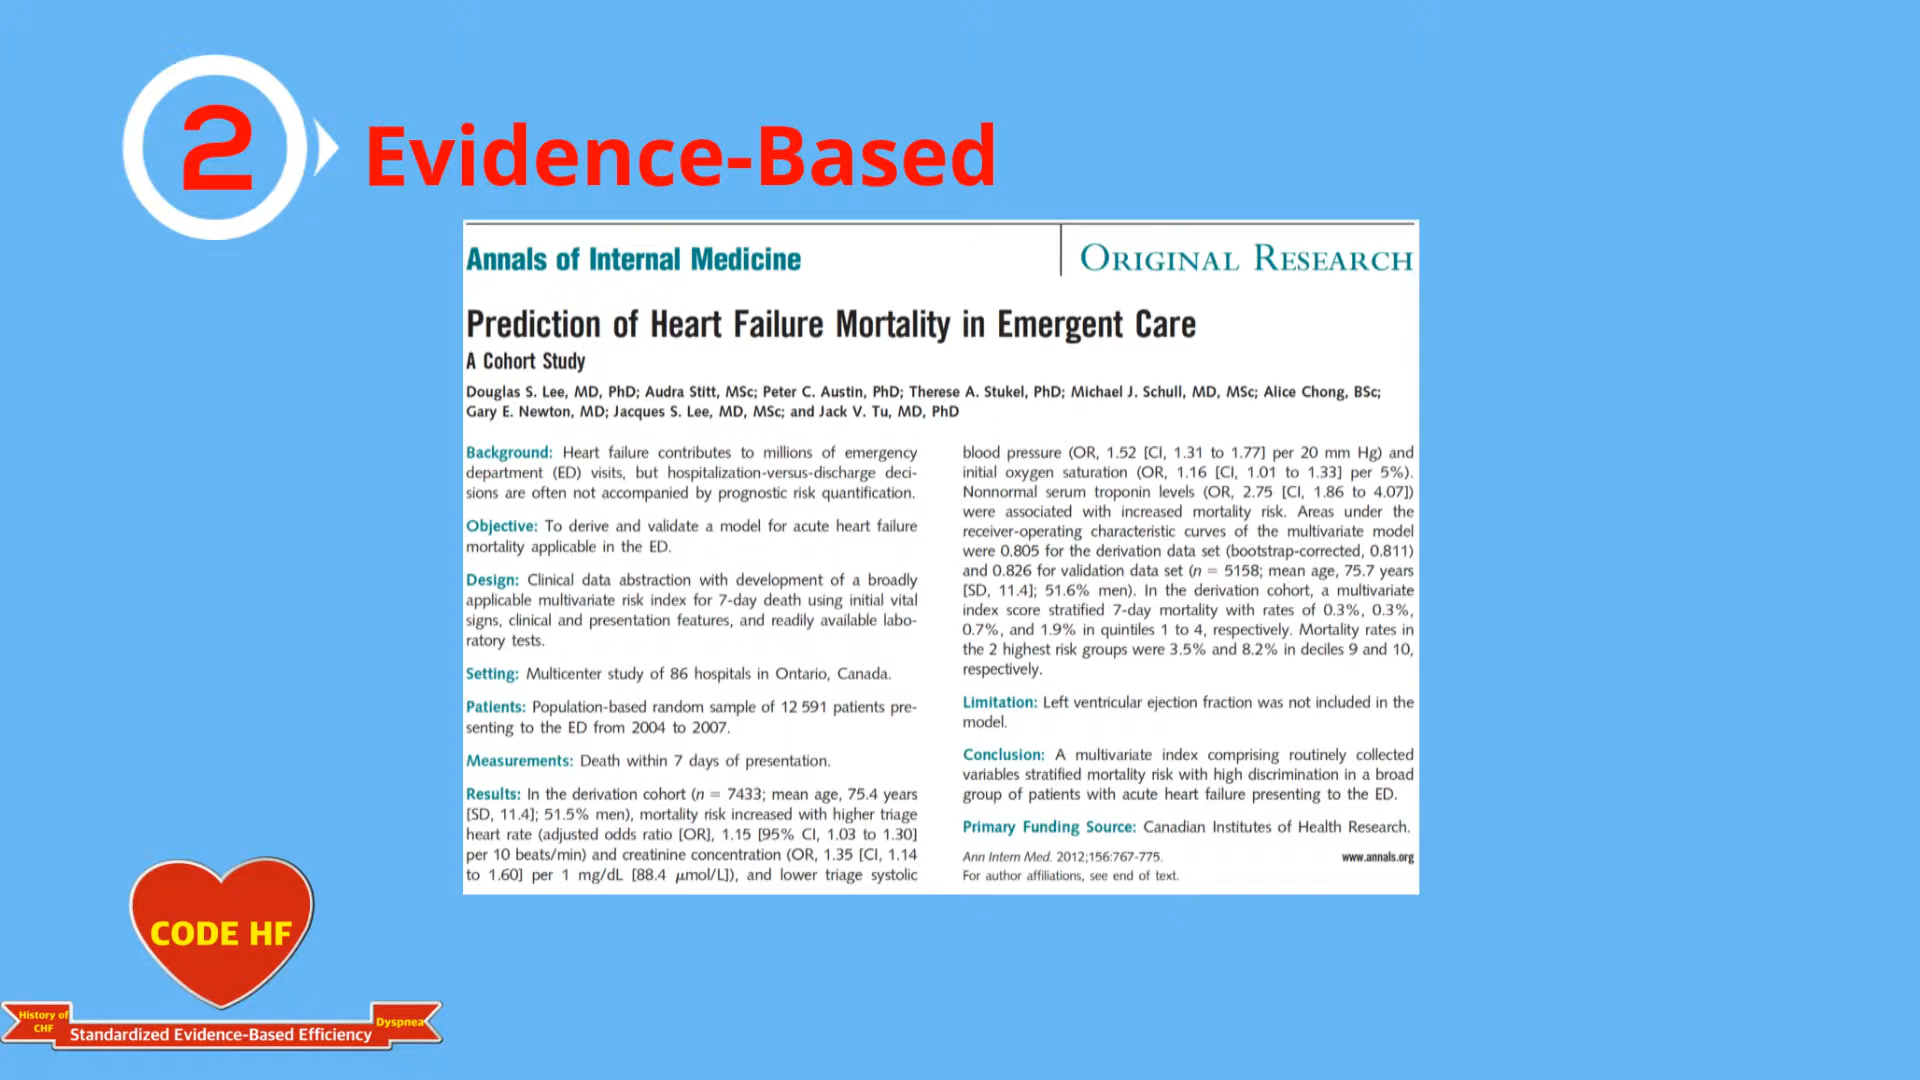 2
Evidence-Based
Annals of Internal Medicine
ORIGINAL RESEARCH
Prediction of Heart Failure Mortality in Emergent Care
A Cohort Study
Douglas S. Lee, MD, PhD; Audra Stitt, MSc; Peter C. Austin, PhD; Therese A. Stukel, PhD; Michael J. Schull, MD, MSc; Alice Chong, BSc;
Gary E. Newton, MD; Jacques S. Lee, MD, MSc; and Jack V. Tu, MD, PhD
Background: Heart failure contributes to millions of emergency
department (ED) visits, but hospitalization-versus-discharge deci-
sions are often not accompanied by prognostic risk quantification.
Objective: To derive and validate a model for acute heart failure
mortality applicable in the ED.
Design: Clinical data abstraction with development of a broadly
applicable multivariate risk index for 7-day death using initial vital
signs, clinical and presentation features, and readily available labo-
ratory tests.
Setting: Multicenter study of 86 hospitals in Ontario, Canada.
Patients: Population-based random sample of 12 591 patients pre-
senting to the ED from 2004 to 2007.
Measurements: Death within 7 days of presentation.
Results: In the derivation cohort (n = 7433; mean age, 75.4 years
[SD, 11.4]; 51.5% men), mortality risk increased with higher triage
heart rate (adjusted odds ratio [OR], 1.15 [95% CI, 1.03 to 1.30]
per 10 beats/min) and creatinine concentration (OR, 1.35 [CI, 1.14
to 1.60] per 1 mg/dL [88.4 μmol/L]), and lower triage systolic
blood pressure (OR, 1.52 [CI, 1.31 to 1.77] per 20 mm Hg) and
initial oxygen saturation (OR, 1.16 [CI, 1.01 to 1.33] per 5%).
Nonnormal serum troponin levels (OR, 2.75 [CI, 1.86 to 4.07])
were associated with increased mortality risk. Areas under the
receiver-operating characteristic curves of the multivariate model
were 0.805 for the derivation data set (bootstrap-corrected, 0.811)
and 0.826 for validation data set (n = 5158; mean age, 75.7 years
[SD, 11.4]; 51.6% men). In the derivation cohort, a multivariate
index score stratified 7-day mortality with rates of 0.3%, 0.3%,
0.7%, and 1.9% in quintiles 1 to 4, respectively. Mortality rates in
the 2 highest risk groups were 3.5% and 8.2% in deciles 9 and 10,
respectively.
Limitation: Left ventricular ejection fraction was not included in the
model.
Conclusion: A multivariate index comprising routinely collected
variables stratified mortality risk with high discrimination in a broad
group of patients with acute heart failure presenting to the ED.
Primary Funding Source: Canadian Institutes of Health Research.
Ann Intern Med. 2012;156:767-775.
www.annals.org
For author affiliations, see end of text.
CODE HF
History of
CHF
Standardized Evidence-Based Efficiency
Dyspnea